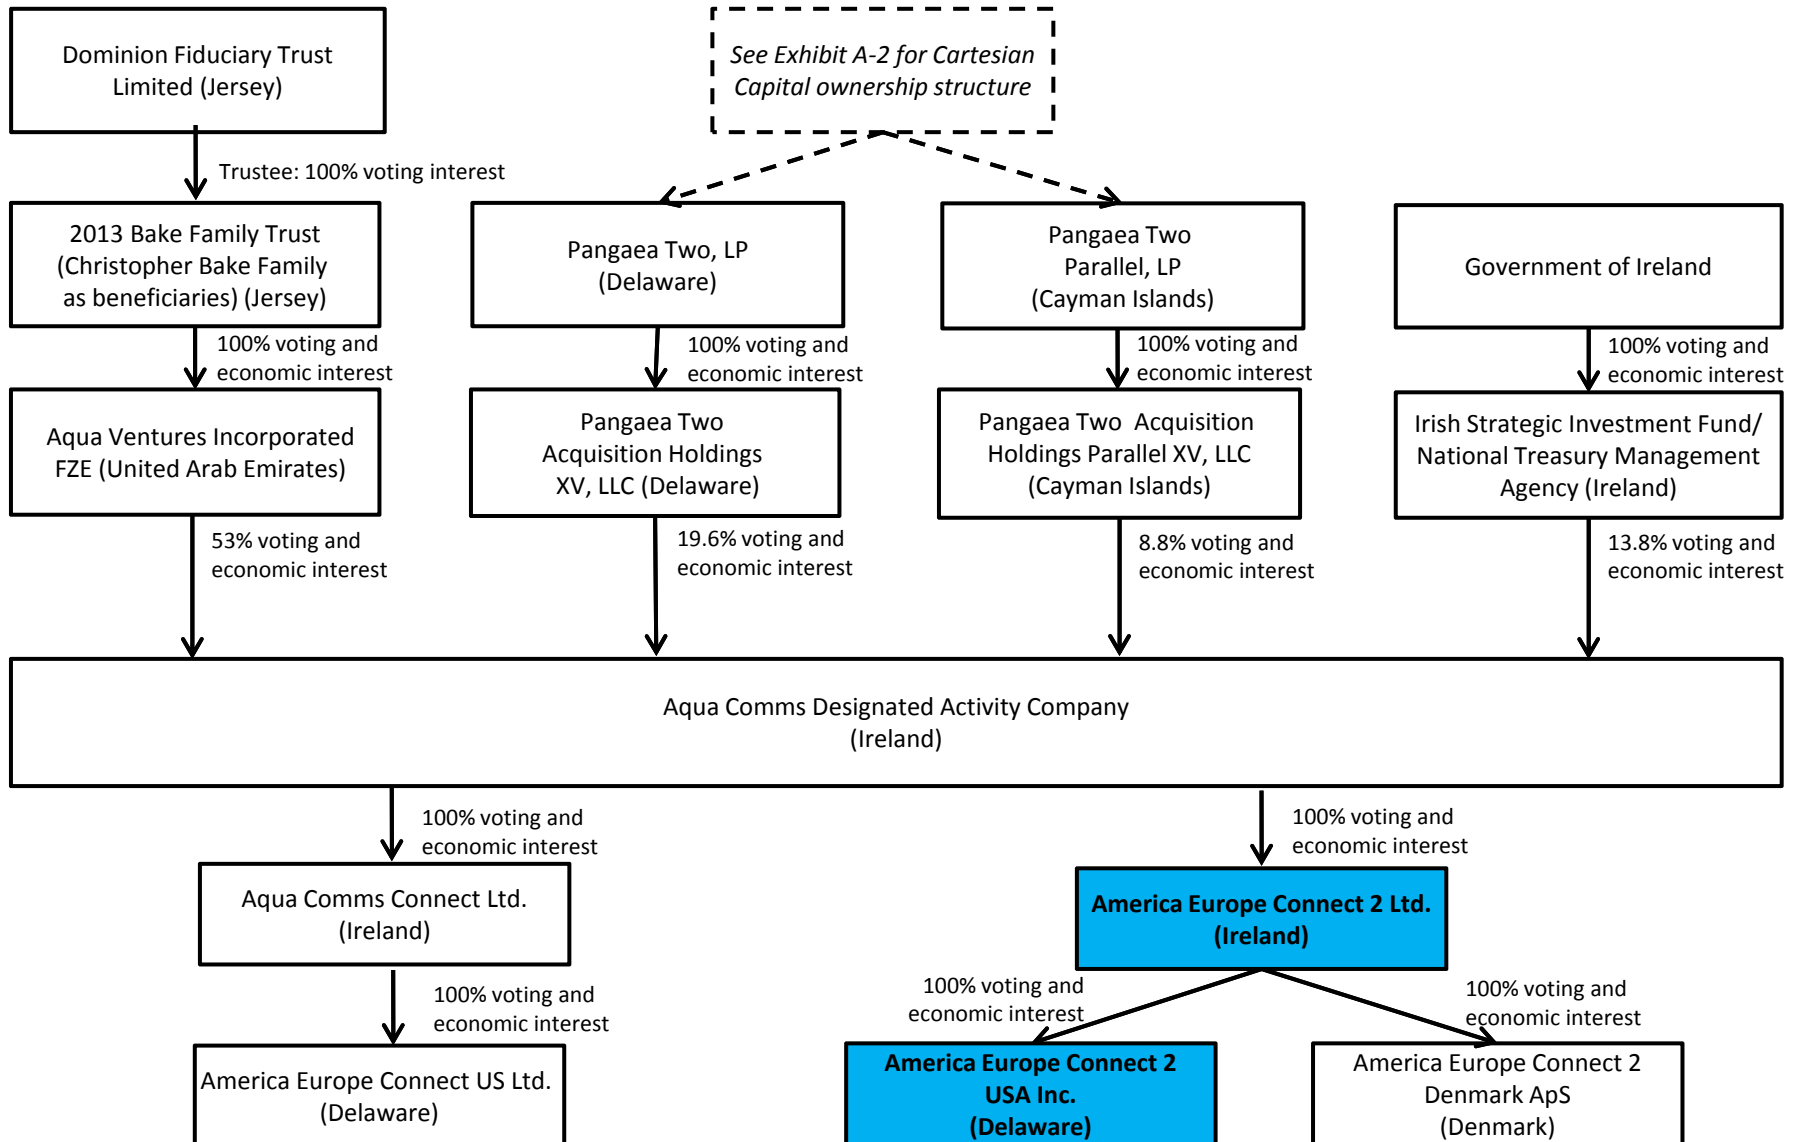 Dominion Fiduciary Trust
Limited (Jersey)
See Exhibit A-2 for Cartesian
Capital ownership structure
Trustee: 100% voting interest
2013 Bake Family Trust
(Christopher Bake Family
as beneficiaries) (Jersey)
Pangaea Two, LP
(Delaware)
Pangaea Two
Parallel, LP
(Cayman Islands)
Government of Ireland
100% voting and
economic interest
100% voting and
economic interest
100% voting and
economic interest
100% voting and
economic interest
Aqua Ventures Incorporated
FZE (United Arab Emirates)
Pangaea Two
Acquisition Holdings
XV, LLC (Delaware)
Pangaea Two Acquisition
Holdings Parallel XV, LLC
(Cayman Islands)
Irish Strategic Investment Fund/
National Treasury Management
Agency (Ireland)
53% voting and
economic interest
19.6% voting and
economic interest
8.8% voting and
economic interest
13.8% voting and
economic interest
Aqua Comms Designated Activity Company
(Ireland)
100% voting and
economic interest
100% voting and
economic interest
Aqua Comms Connect Ltd.
(Ireland)
America Europe Connect 2 Ltd.
(Ireland)
100% voting and
economic interest
100% voting and
economic interest
100% voting and
economic interest
America Europe Connect US Ltd.
(Delaware)
America Europe Connect 2
USA Inc.
(Delaware)
America Europe Connect 2
Denmark ApS
(Denmark)